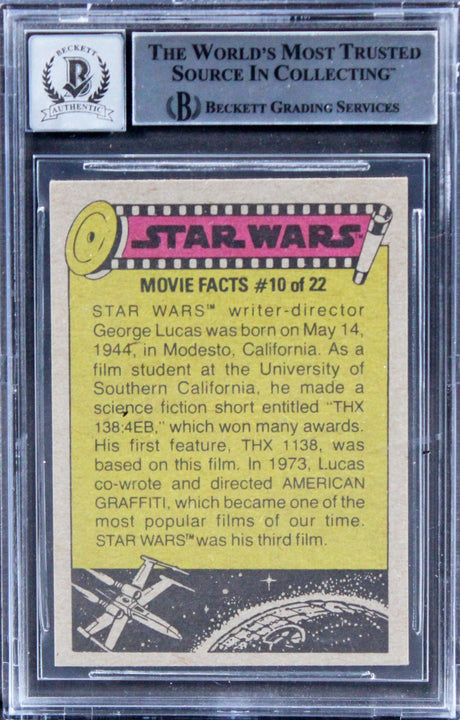 BECKETT
B
AUTHENTIC
THE WORLD'S MOST TRUSTED
SOURCE IN COLLECTING™
B BECKETT GRADING SERVICES
STAR WARS™
MOVIE FACTS #10 of 22
STAR WARS™ writer-director
George Lucas was born on May 14,
1944, in Modesto, California. As a
film student at the University of
Southern California, he made a
science fiction short entitled "THX
138:4EB," which won many awards.
His first feature, THX 1138, was
based on this film. In 1973, Lucas
co-wrote and directed AMERICAN
GRAFFITI, which became one of the
most popular films of our time.
STAR WARS™ was his third film.